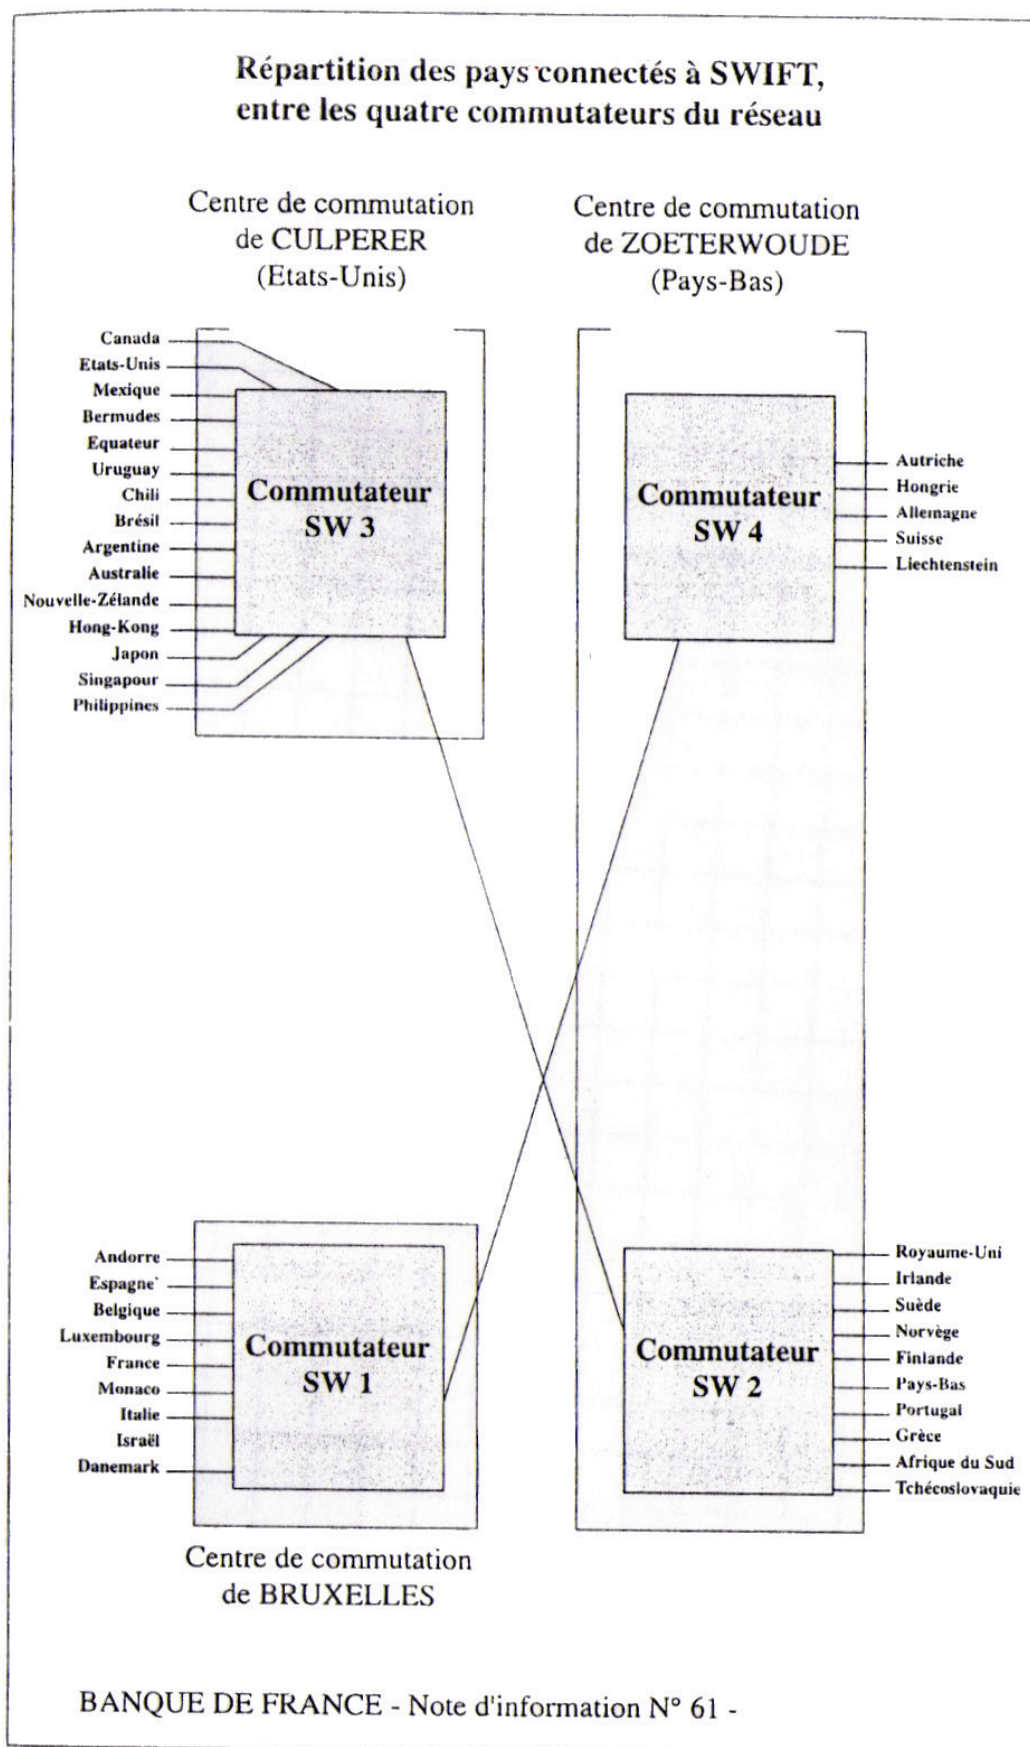 Répartition des pays connectés à SWIFT,
entre les quatre commutateurs du réseau
Centre de commutation
de CULPERER
(Etats-Unis)
Centre de commutation
de ZOETERWOUDE
(Pays-Bas)
Canada
Etats-Unis
Mexique
Bermudes
Equateur
Uruguay
Chili
Brésil
Argentine
Australie
Nouvelle-Zélande
Hong-Kong
Japon
Singapour
Philippines
Commutateur
SW 3
Commutateur
SW 4
Autriche
Hongrie
Allemagne
Suisse
Liechtenstein
Andorre
Espagne
Belgique
Luxembourg
France
Monaco
Italie
Israël
Danemark
Commutateur
SW 1
Commutateur
SW 2
Royaume-Uni
Irlande
Suède
Norvège
Finlande
Pays-Bas
Portugal
Grèce
Afrique du Sud
Tchécoslovaquie
Centre de commutation
de BRUXELLES
BANQUE DE FRANCE - Note d'information N° 61 -